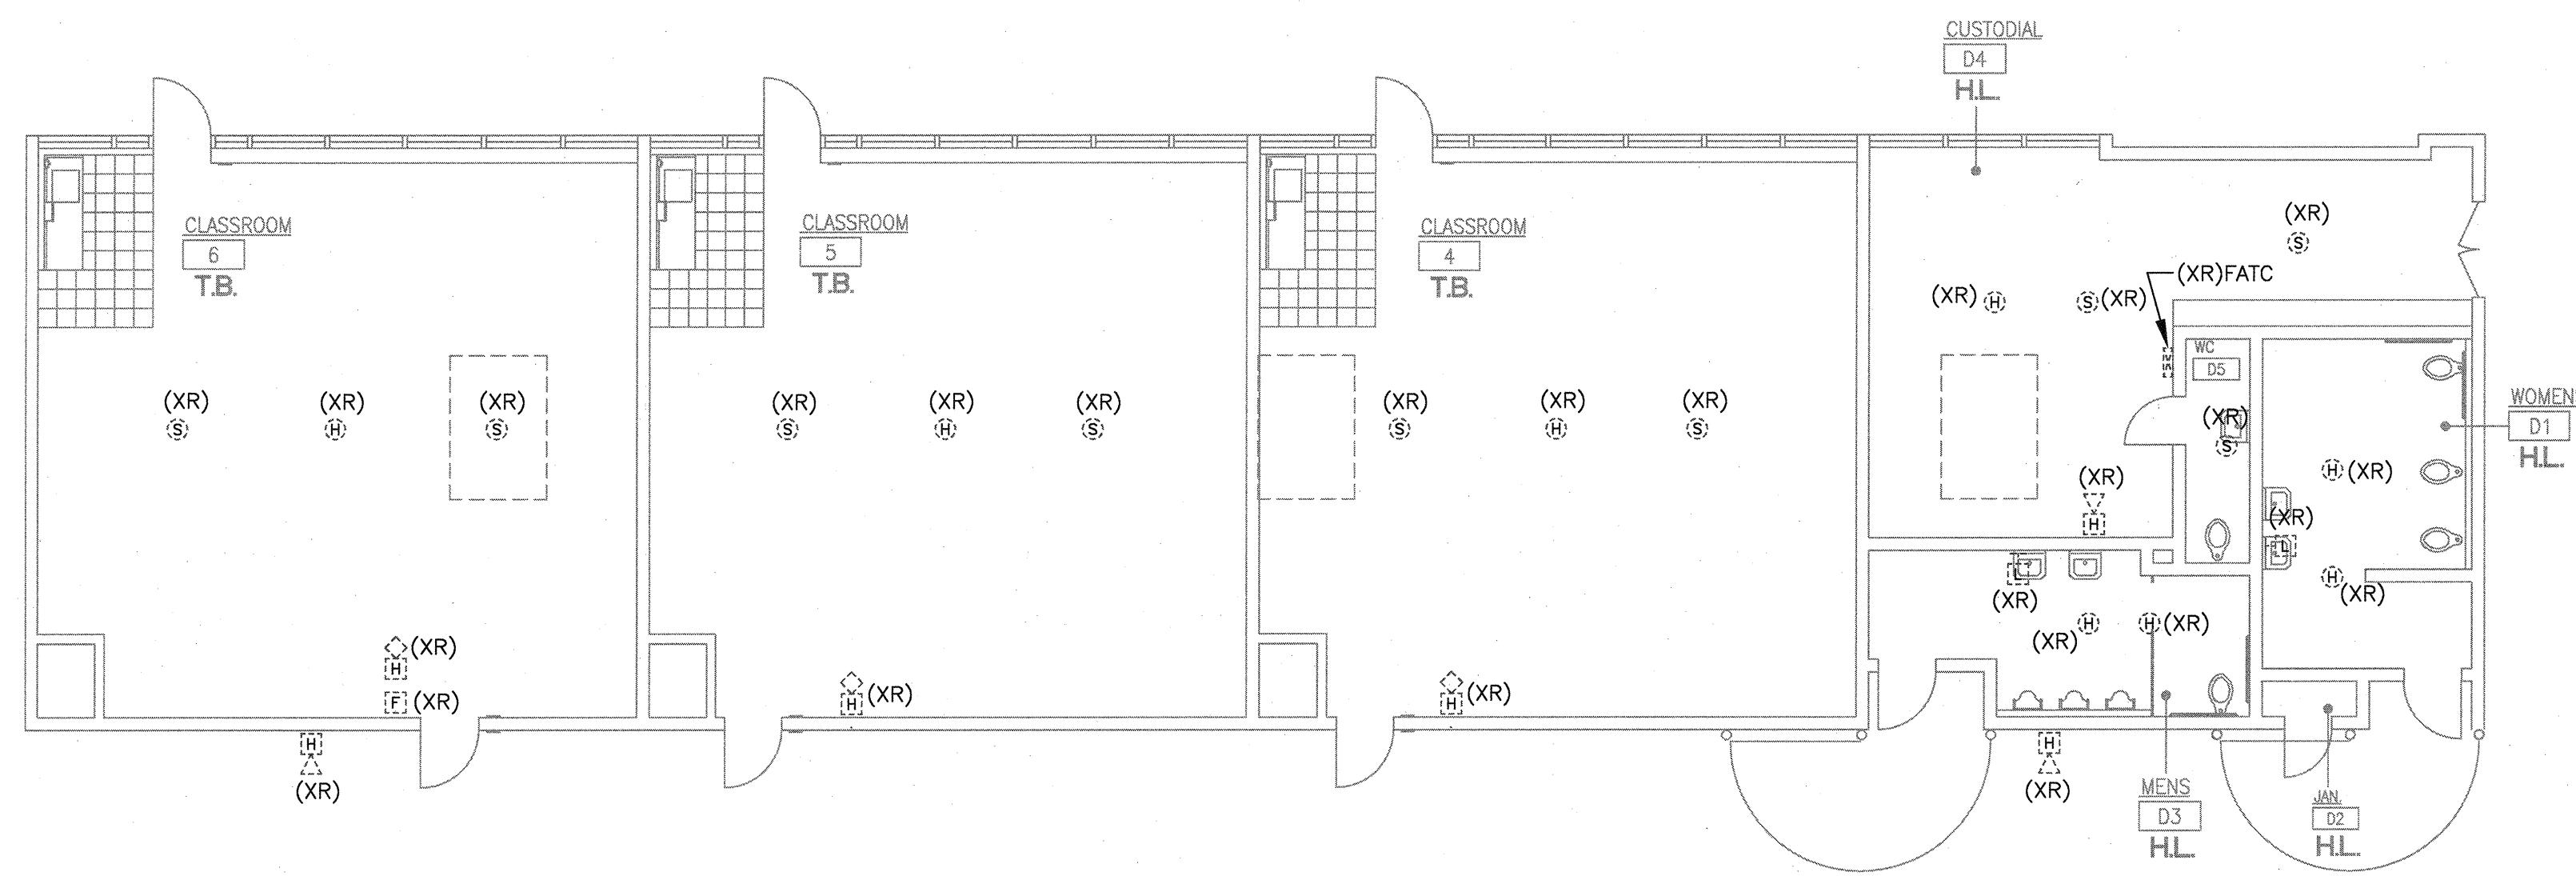 CUSTODIAL
D4
H.L.
CLASSROOM
6
T.B.
CLASSROOM
5
T.B.
CLASSROOM
4
T.B.
(XR)
S
(XR)FATC
(XR) H
S (XR)
WC
D5
WOMEN
D1
H.L.
(XR)
S
(XR)
H
(XR)
S
(XR)
S
(XR)
H
(XR)
S
(XR)
S
(XR)
H
(XR)
S
(XR)
S
H (XR)
(XR)
H
(XR)
L
L
(XR)
H
(XR)
H
(XR)
H (XR)
(XR)
H
F (XR)
(XR)
H
(XR)
H
H
(XR)
H
(XR)
MENS
D3
H.L.
JAN.
D2
H.L.